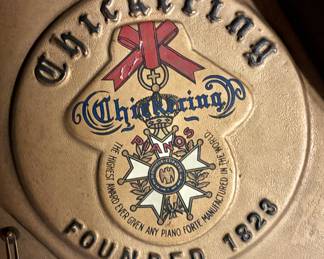 Chickering
Chickering
PIANOS
THE HIGHEST AWARD EVER GIVEN ANY PIANO FORTE MANUFACTURED IN THE WORLD
FOUNDED 1823